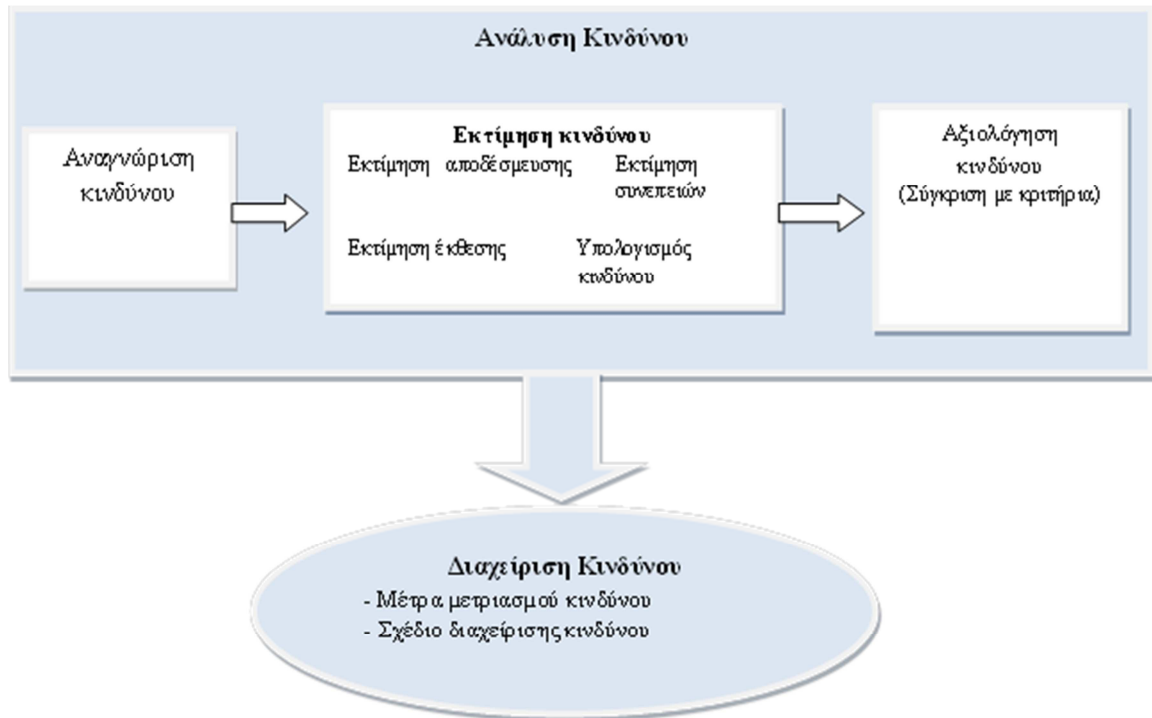 Ανάλυση Κινδύνου
Αναγνώριση
κινδύνου
Εκτίμηση κινδύνου
Εκτίμηση αποδέσμευσης Εκτίμηση
συνεπειών
Εκτίμηση έκθεσης Υπολογισμός
κινδύνου
Αξιολόγηση
κινδύνου
(Σύγκριση με κριτήρια)
Διαχείριση Κινδύνου
- Μέτρα μετριασμού κινδύνου
- Σχέδιο διαχείρισης κινδύνου